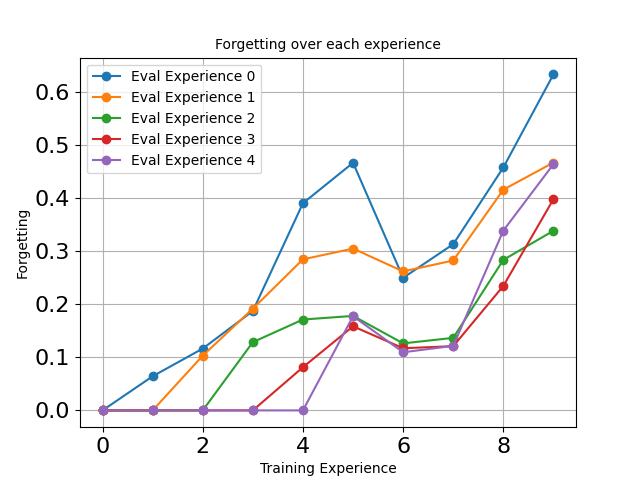 Forgetting over each experience
Eval Experience 0
Eval Experience 1
Eval Experience 2
Eval Experience 3
Eval Experience 4
Forgetting
0.6
0.5
0.4
0.3
0.2
0.1
0.0
0 2 4 6 8
Training Experience